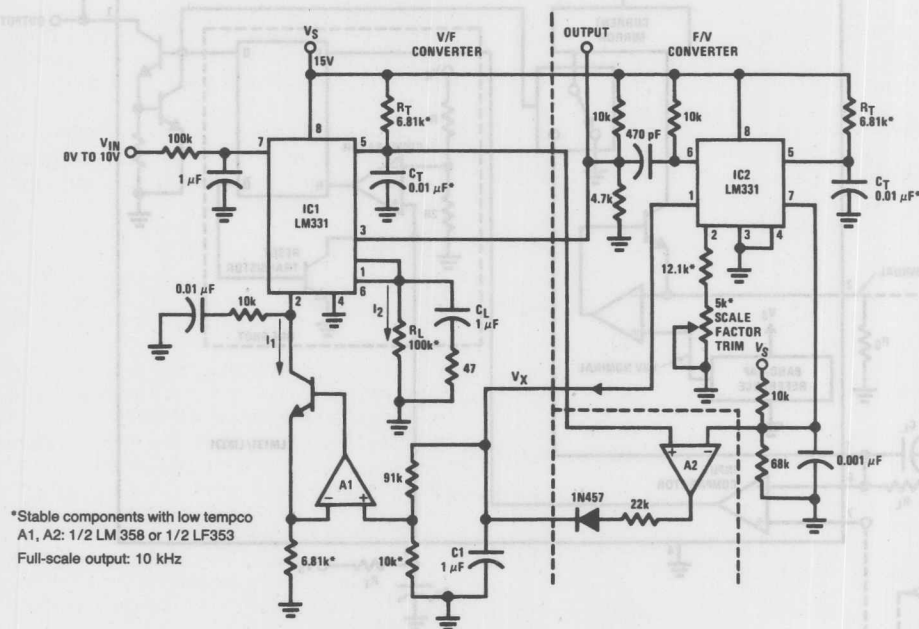 V/F
CONVERTER
OUTPUT
F/V
CONVERTER
VS
15V
RT
6.81k*
10k
470 pF
10k
RT
6.81k*
VIN
0V TO 10V
100k
7
8
5
1 μF
IC1
LM331
CT
0.01 μF*
4.7k
6
8
5
IC2
LM331
1
7
CT
0.01 μF*
3
2
3
4
12.1k*
1
6
2
4
0.01 μF
10k
I1
I2
RL
100k*
CL
1 μF
47
5k*
SCALE
FACTOR
TRIM
VS
10k
VX
+
−
A2
68k
0.001 μF
91k
A1
−
+
1N457
22k
6.81k*
10k*
C1
1 μF
*Stable components with low tempco
A1, A2: 1/2 LM 358 or 1/2 LF353
Full-scale output: 10 kHz